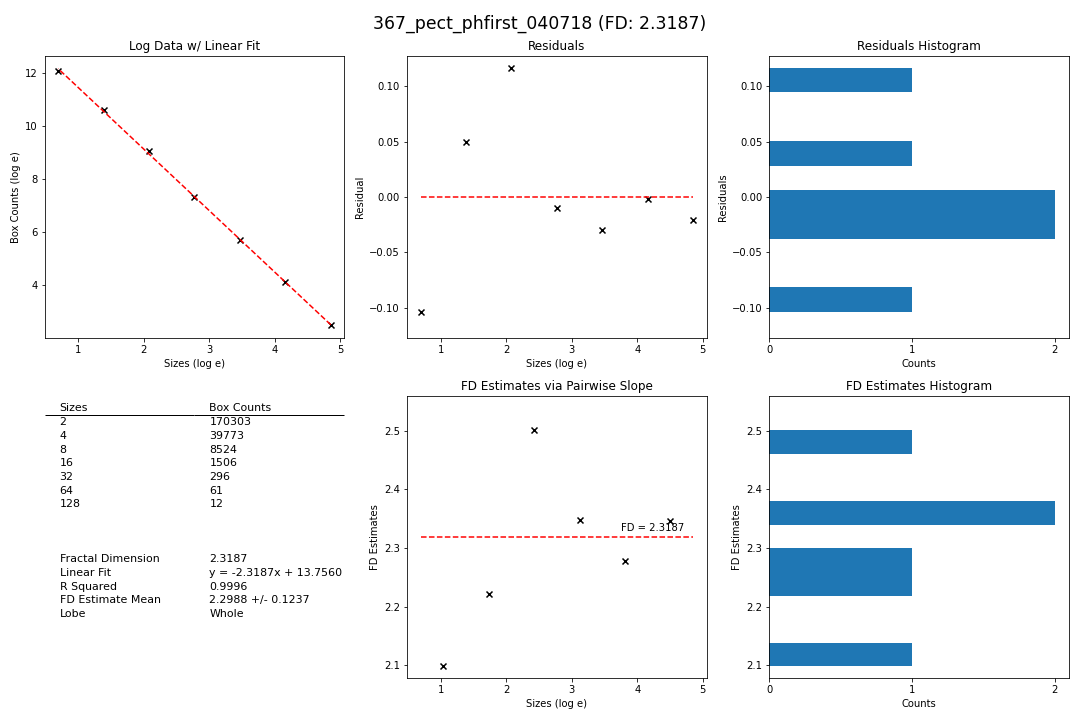 367_pect_phfirst_040718 (FD: 2.3187)
Log Data w/ Linear Fit
12
10
8
6
4
Box Counts (log e)
1 2 3 4 5
Sizes (log e)
Residuals
0.10
0.05
0.00
−0.05
−0.10
Residual
1 2 3 4 5
Sizes (log e)
Residuals Histogram
0.10
0.05
0.00
−0.05
−0.10
Residuals
0 1 2
Counts
Sizes Box Counts
2 170303
4 39773
8 8524
16 1506
32 296
64 61
128 12
Fractal Dimension 2.3187
Linear Fit y = -2.3187x + 13.7560
R Squared 0.9996
FD Estimate Mean 2.2988 +/- 0.1237
Lobe Whole
FD Estimates via Pairwise Slope
2.5
2.4
2.3
2.2
2.1
FD Estimates
FD = 2.3187
1 2 3 4 5
Sizes (log e)
FD Estimates Histogram
2.5
2.4
2.3
2.2
2.1
FD Estimates
0 1 2
Counts